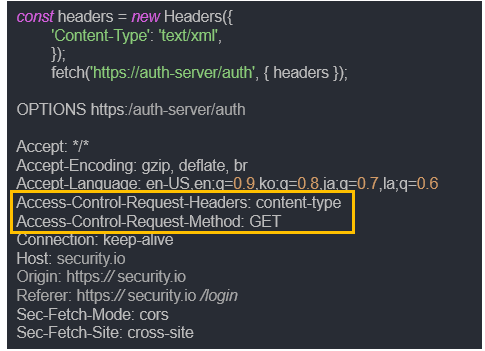 const headers = new Headers({
'Content-Type': 'text/xml',
});
fetch('https://auth-server/auth', { headers });
OPTIONS https:/auth-server/auth
Accept: */*
Accept-Encoding: gzip, deflate, br
Accept-Language: en-US,en;q=0.9,ko;q=0.8,ja;q=0.7,la;q=0.6
Access-Control-Request-Headers: content-type
Access-Control-Request-Method: GET
Connection: keep-alive
Host: security.io
Origin: https:// security.io
Referer: https:// security.io /login
Sec-Fetch-Mode: cors
Sec-Fetch-Site: cross-site